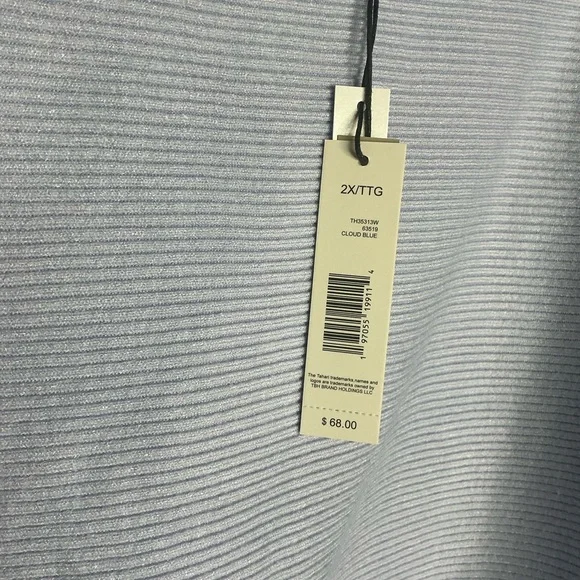 2X/TTG
TH35313W
63519
CLOUD BLUE
1 97055 19911 4
The Tahari trademarks,names and
logos are trademarks owned by
TBH BRAND HOLDINGS,LLC
$ 68.00